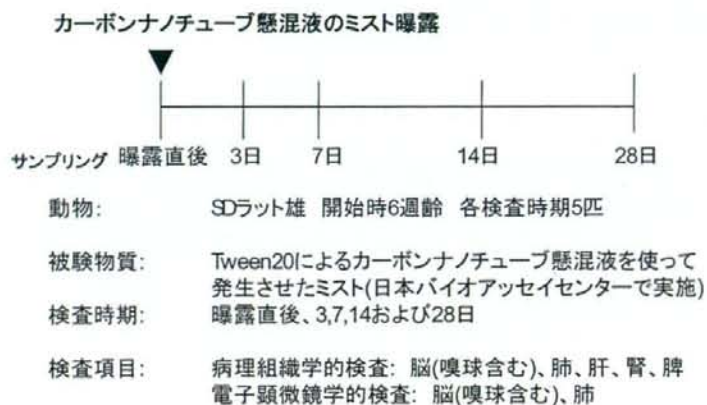 カーボンナノチューブ懸混液のミスト曝露
サンプリング 曝露直後 3日 7日 14日 28日
動物: SDラット雄 開始時6週齢 各検査時期5匹
被験物質: Tween20によるカーボンナノチューブ懸混液を使って
発生させたミスト(日本バイオアッセイセンターで実施)
検査時期: 曝露直後、3,7,14および28日
検査項目: 病理組織学的検査: 脳(嗅球含む)、肺、肝、腎、脾
電子顕微鏡学的検査: 脳(嗅球含む)、肺